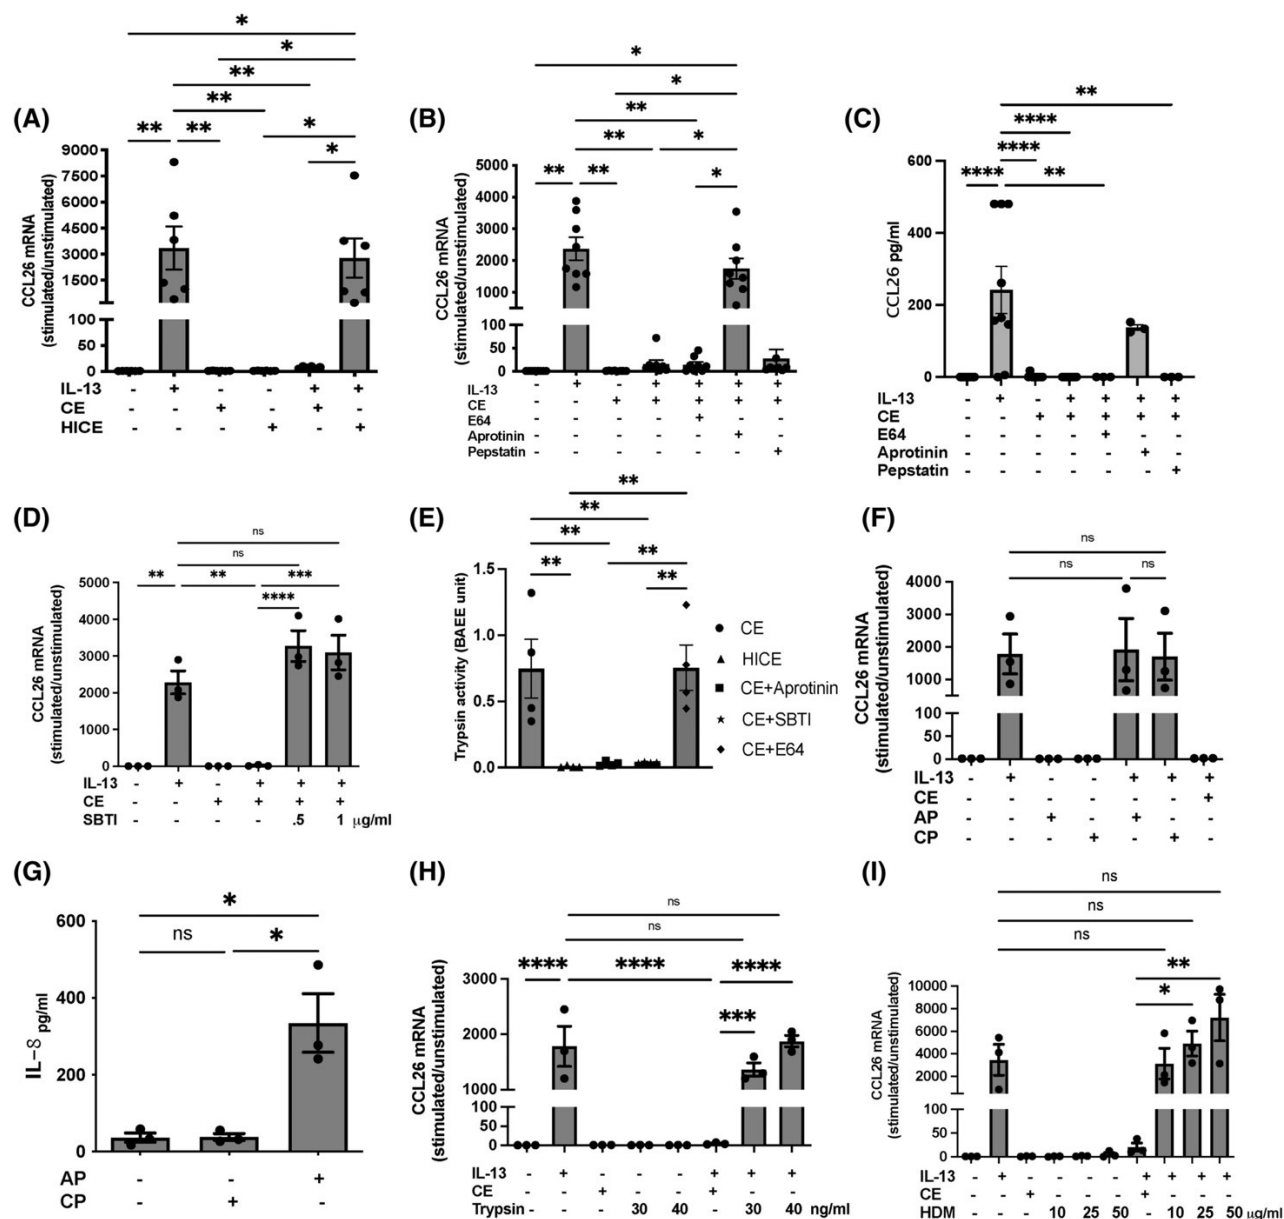 (A)
*
*
**
**
*
**
**
*
9000
7500
6000
4500
3000
1500
100
50
0
CCL26 mRNA
(stimulated/unstimulated)
IL-13 - + - - + +
CE - - + - + -
HICE - - - + - +
(B)
*
*
**
**
*
**
**
*
5000
4000
3000
2000
1000
100
50
0
CCL26 mRNA
(stimulated/unstimulated)
IL-13 - + - + + + +
CE - - + + + + +
E64 - - - - + - -
Aprotinin - - - - - + -
Pepstatin - - - - - - +
(C)
**
****
****
****
**
600
400
200
0
CCL26 pg/ml
IL-13 - + - + + + +
CE - - + + + + +
E64 - - - - + - -
Aprotinin - - - - - + -
Pepstatin - - - - - - +
(D)
ns
ns
**
**
***
****
5000
4000
3000
2000
1000
0
CCL26 mRNA
(stimulated/unstimulated)
IL-13 - + - + + +
CE - - + + + +
SBTI - - - - .5 1 μg/ml
(E)
**
**
**
**
**
**
1.5
1.0
0.5
0.0
Trypsin activity (BAEE unit)
CE
HICE
CE+Aprotinin
CE+SBTI
CE+E64
(F)
ns
ns
ns
4000
3000
2000
1000
100
50
0
CCL26 mRNA
(stimulated/unstimulated)
IL-13 - + - - + + +
CE - - - - - - +
AP - - + - + - -
CP - - - + - + -
(G)
*
ns
*
600
400
200
0
IL-8 pg/ml
AP - - +
CP - + -
(H)
ns
ns
****
****
****
***
3000
2000
1000
100
50
0
CCL26 mRNA
(stimulated/unstimulated)
IL-13 - + - - - + + +
CE - - + - - + - -
Trypsin - - - 30 40 - 30 40 ng/ml
(I)
ns
ns
ns
**
*
10000
8000
6000
4000
2000
100
50
0
CCL26 mRNA
(stimulated/unstimulated)
IL-13 - + - - - - + + + +
CE - - + - - - + - - -
HDM - - - 10 25 50 - 10 25 50 μg/ml